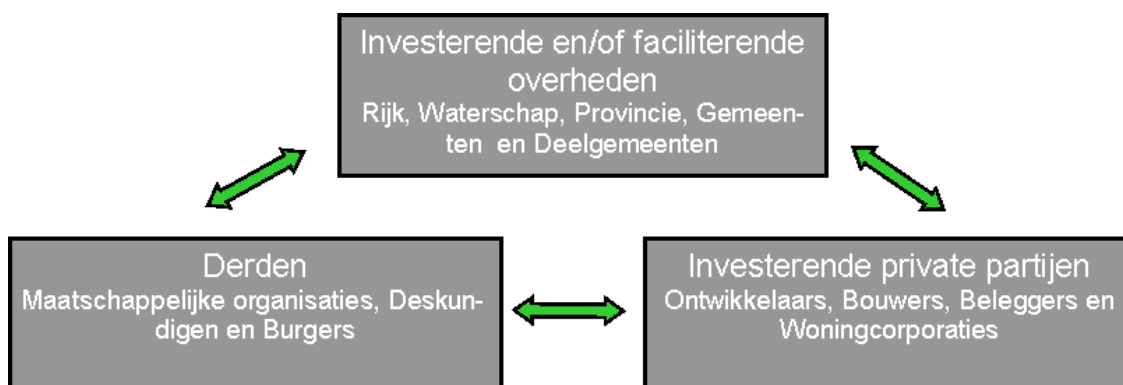 Investerende en/of faciliterende
overheden
Rijk, Waterschap, Provincie, Gemeen-
ten en Deelgemeenten
Derden
Maatschappelijke organisaties, Deskun-
digen en Burgers
Investerende private partijen
Ontwikkelaars, Bouwers, Beleggers en
Woningcorporaties